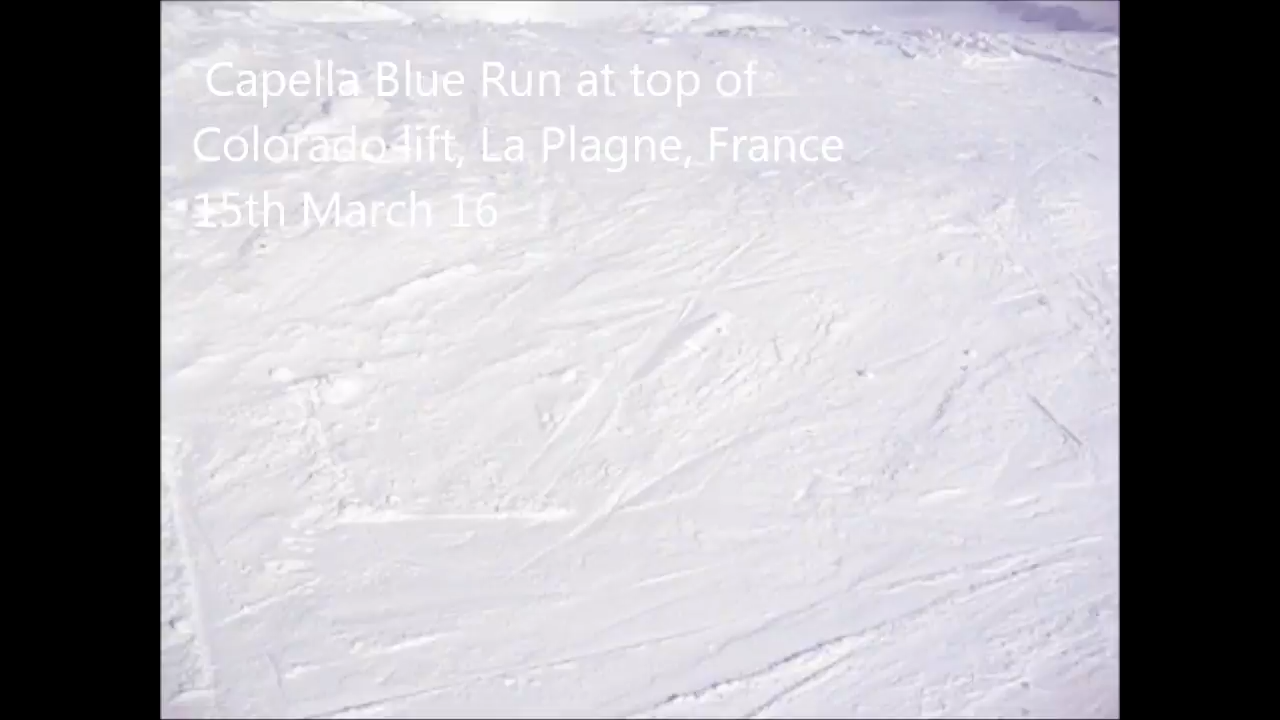 Capella Blue Run at top of
Colorado lift, La Plagne, France
15th March 16